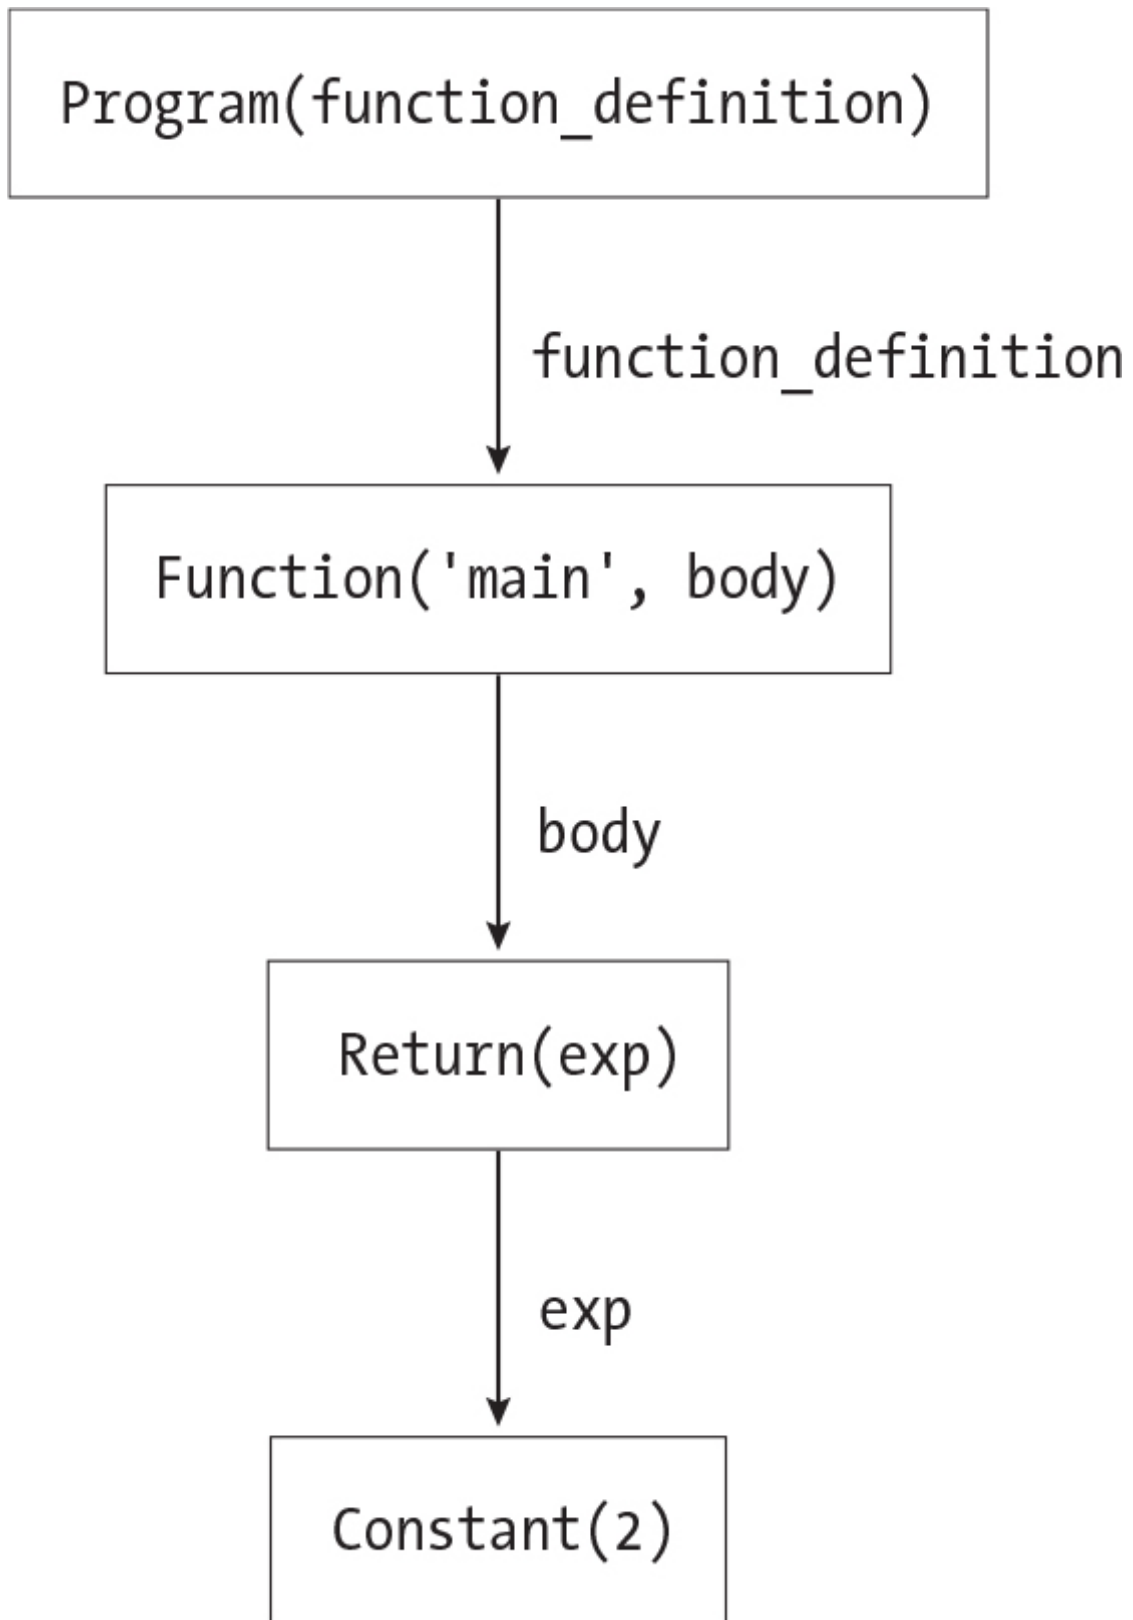 Program(function_definition)
function_definition
Function('main', body)
body
Return(exp)
exp
Constant(2)